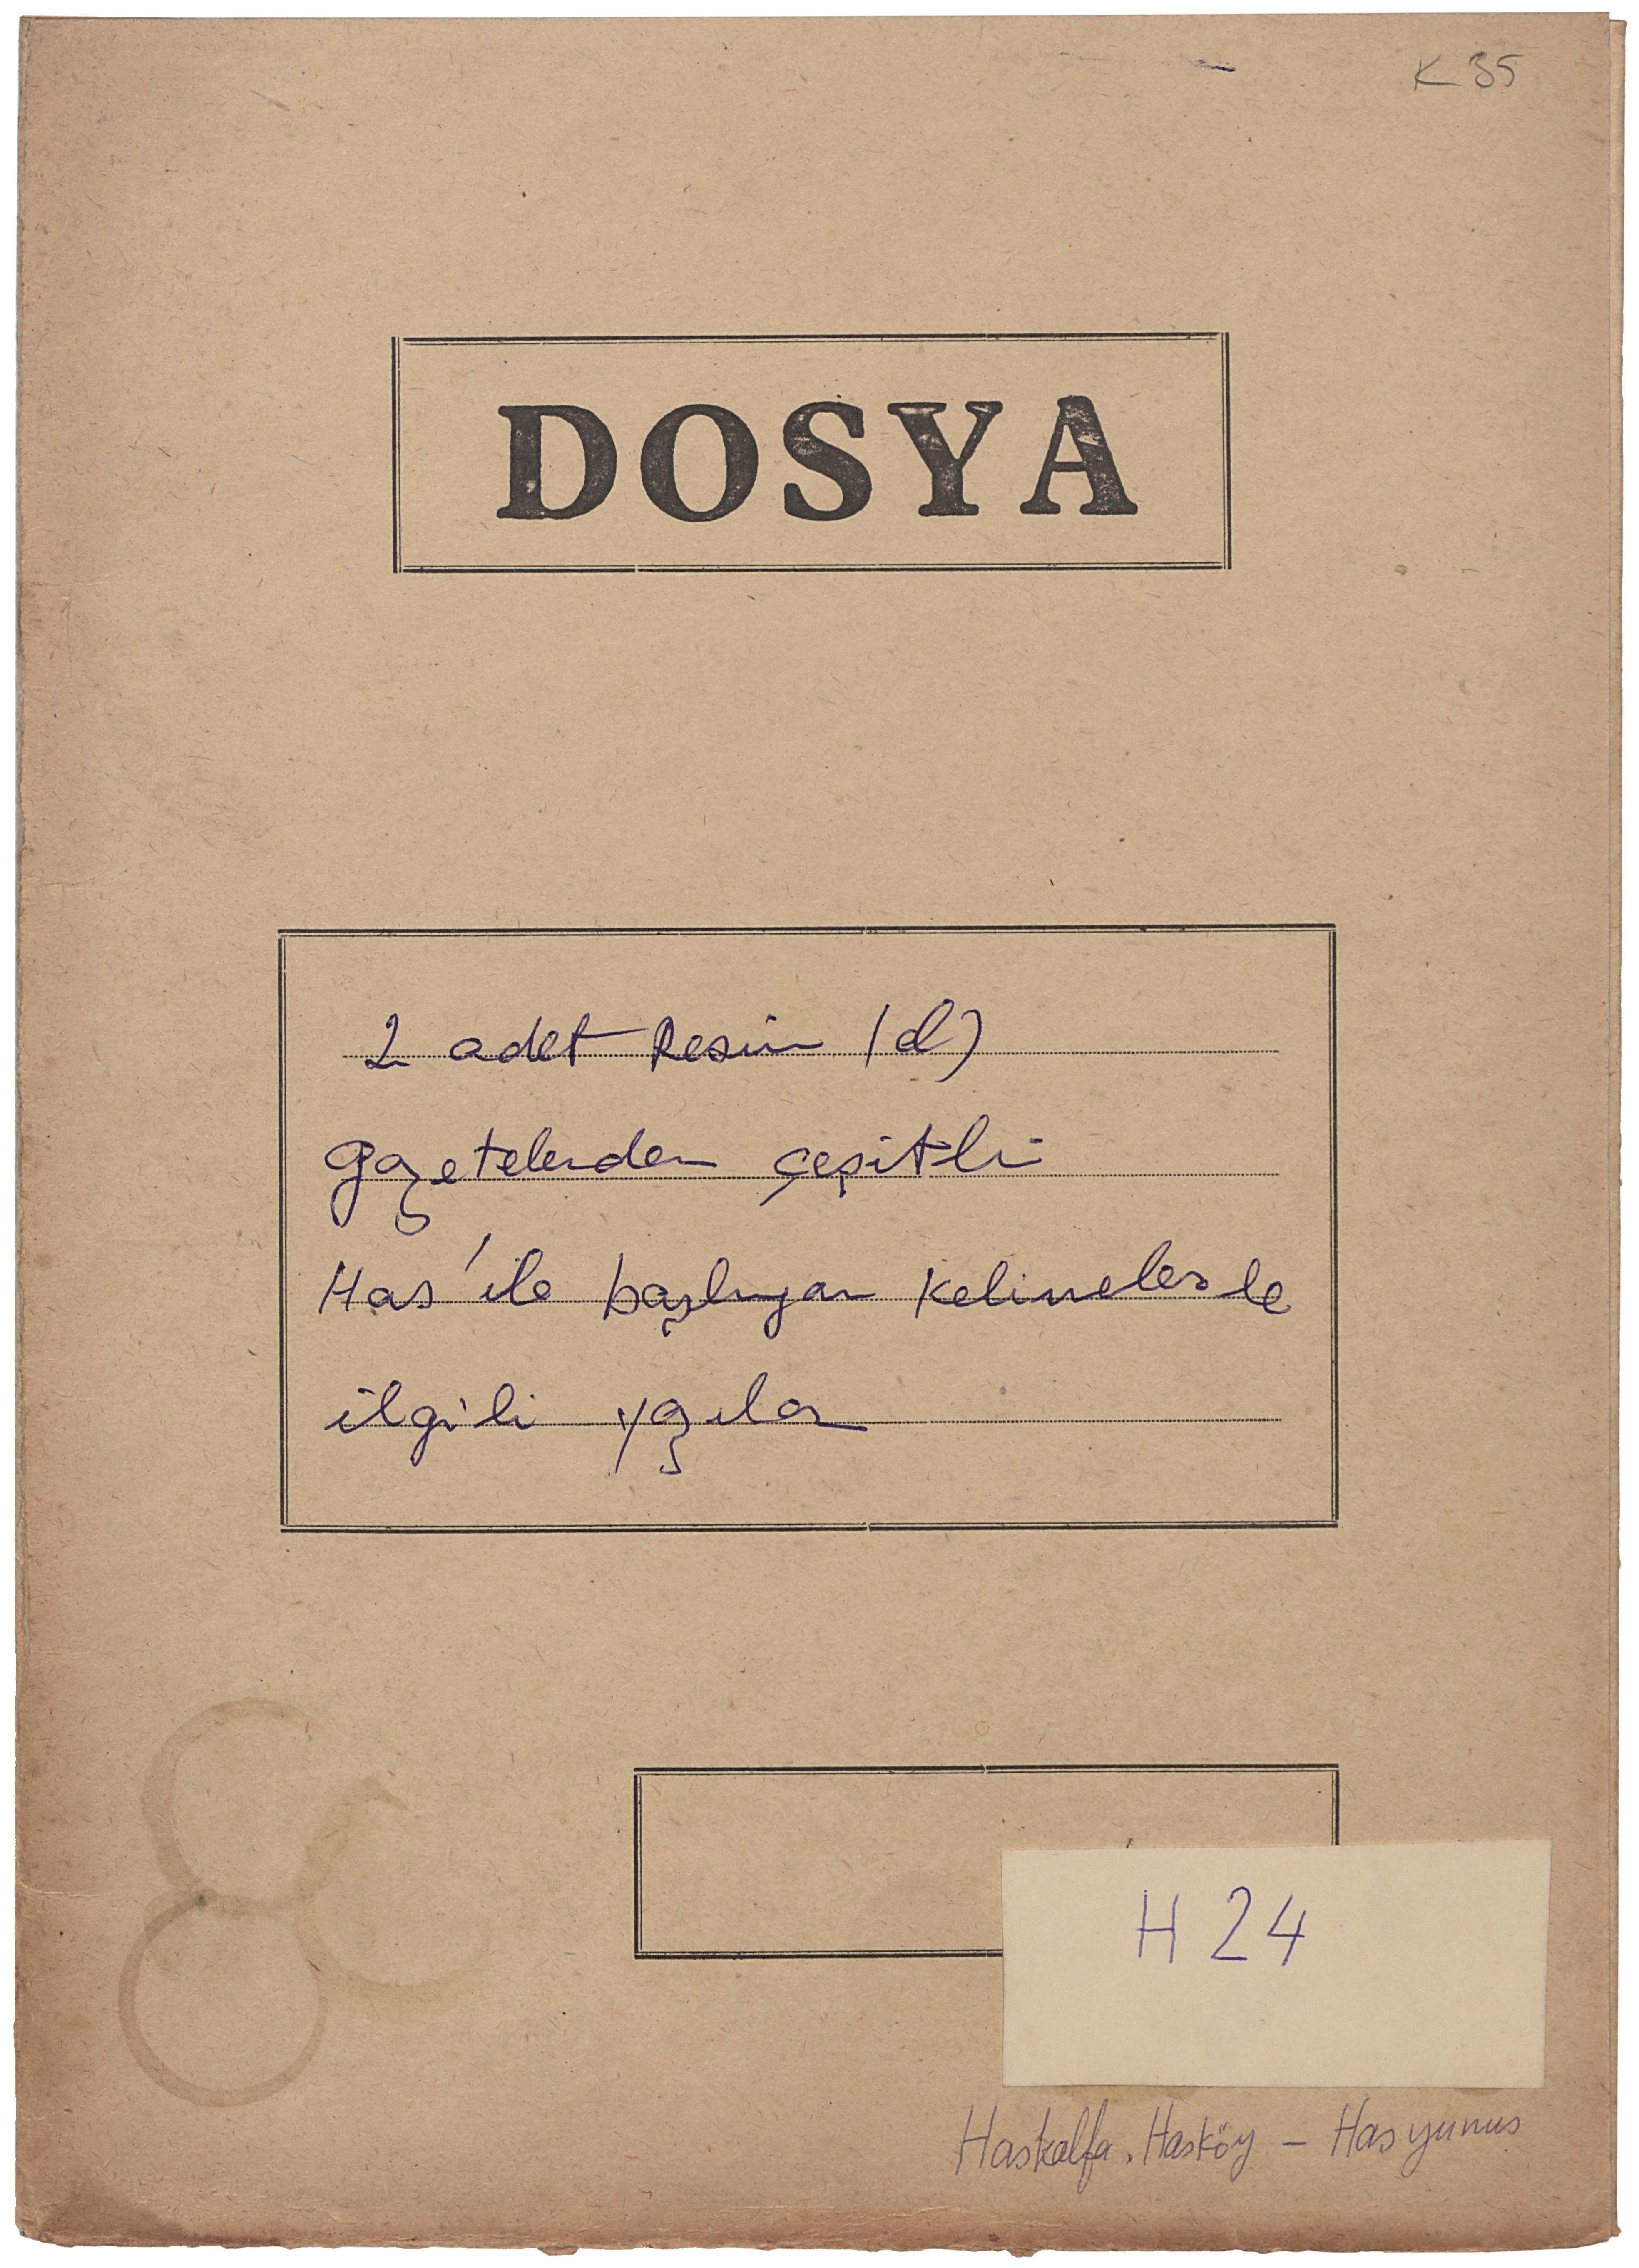 K 35
DOSYA
2 adet Resim (d)
Gazetelerden çeşitli
Has'ile başlıyan kelimelerle
ilgili yazılar
H 24
Haskalfa, Hasköy – Has yunus